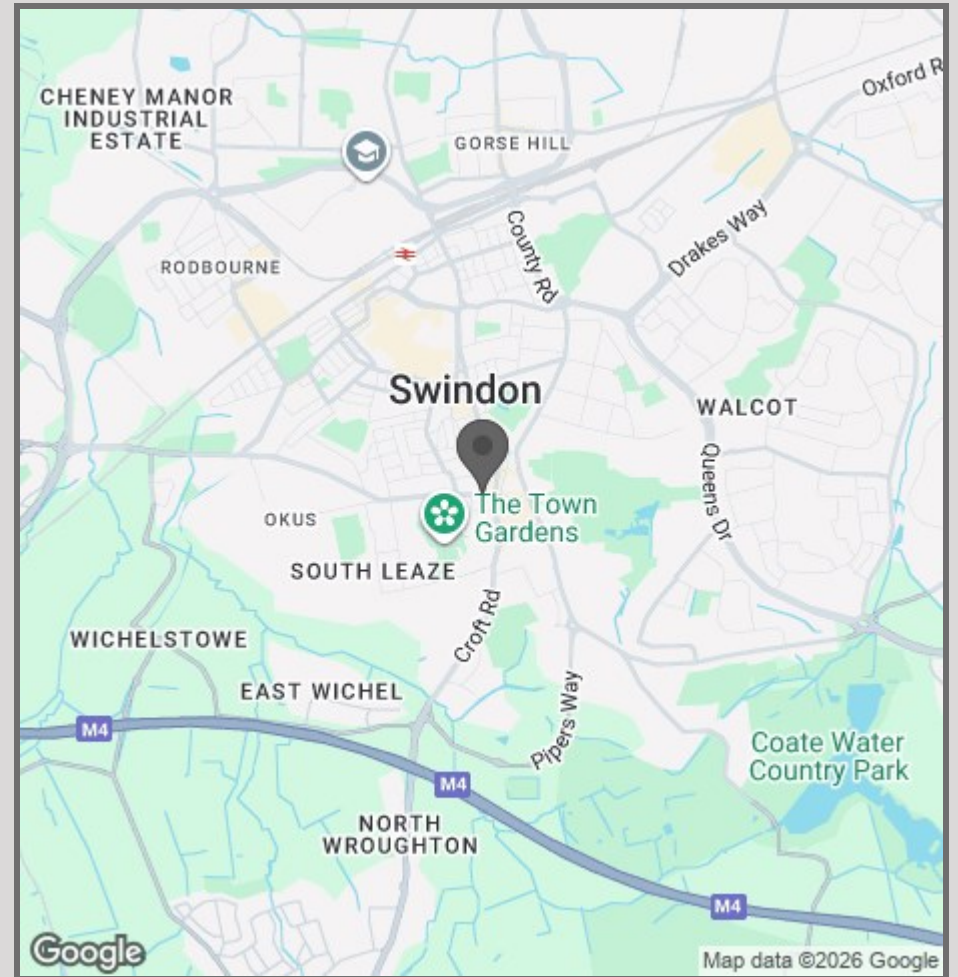 Oxford R
CHENEY MANOR
INDUSTRIAL
ESTATE
GORSE HILL
County Rd
Drakes Way
RODBOURNE
Swindon
WALCOT
Queens Dr
The Town
Gardens
OKUS
SOUTH LEAZE
Croft Rd
WICHELSTOWE
EAST WICHEL
Pipers Way
M4
Coate Water
Country Park
M4
NORTH
WROUGHTON
M4
Google
Map data ©2026 Google